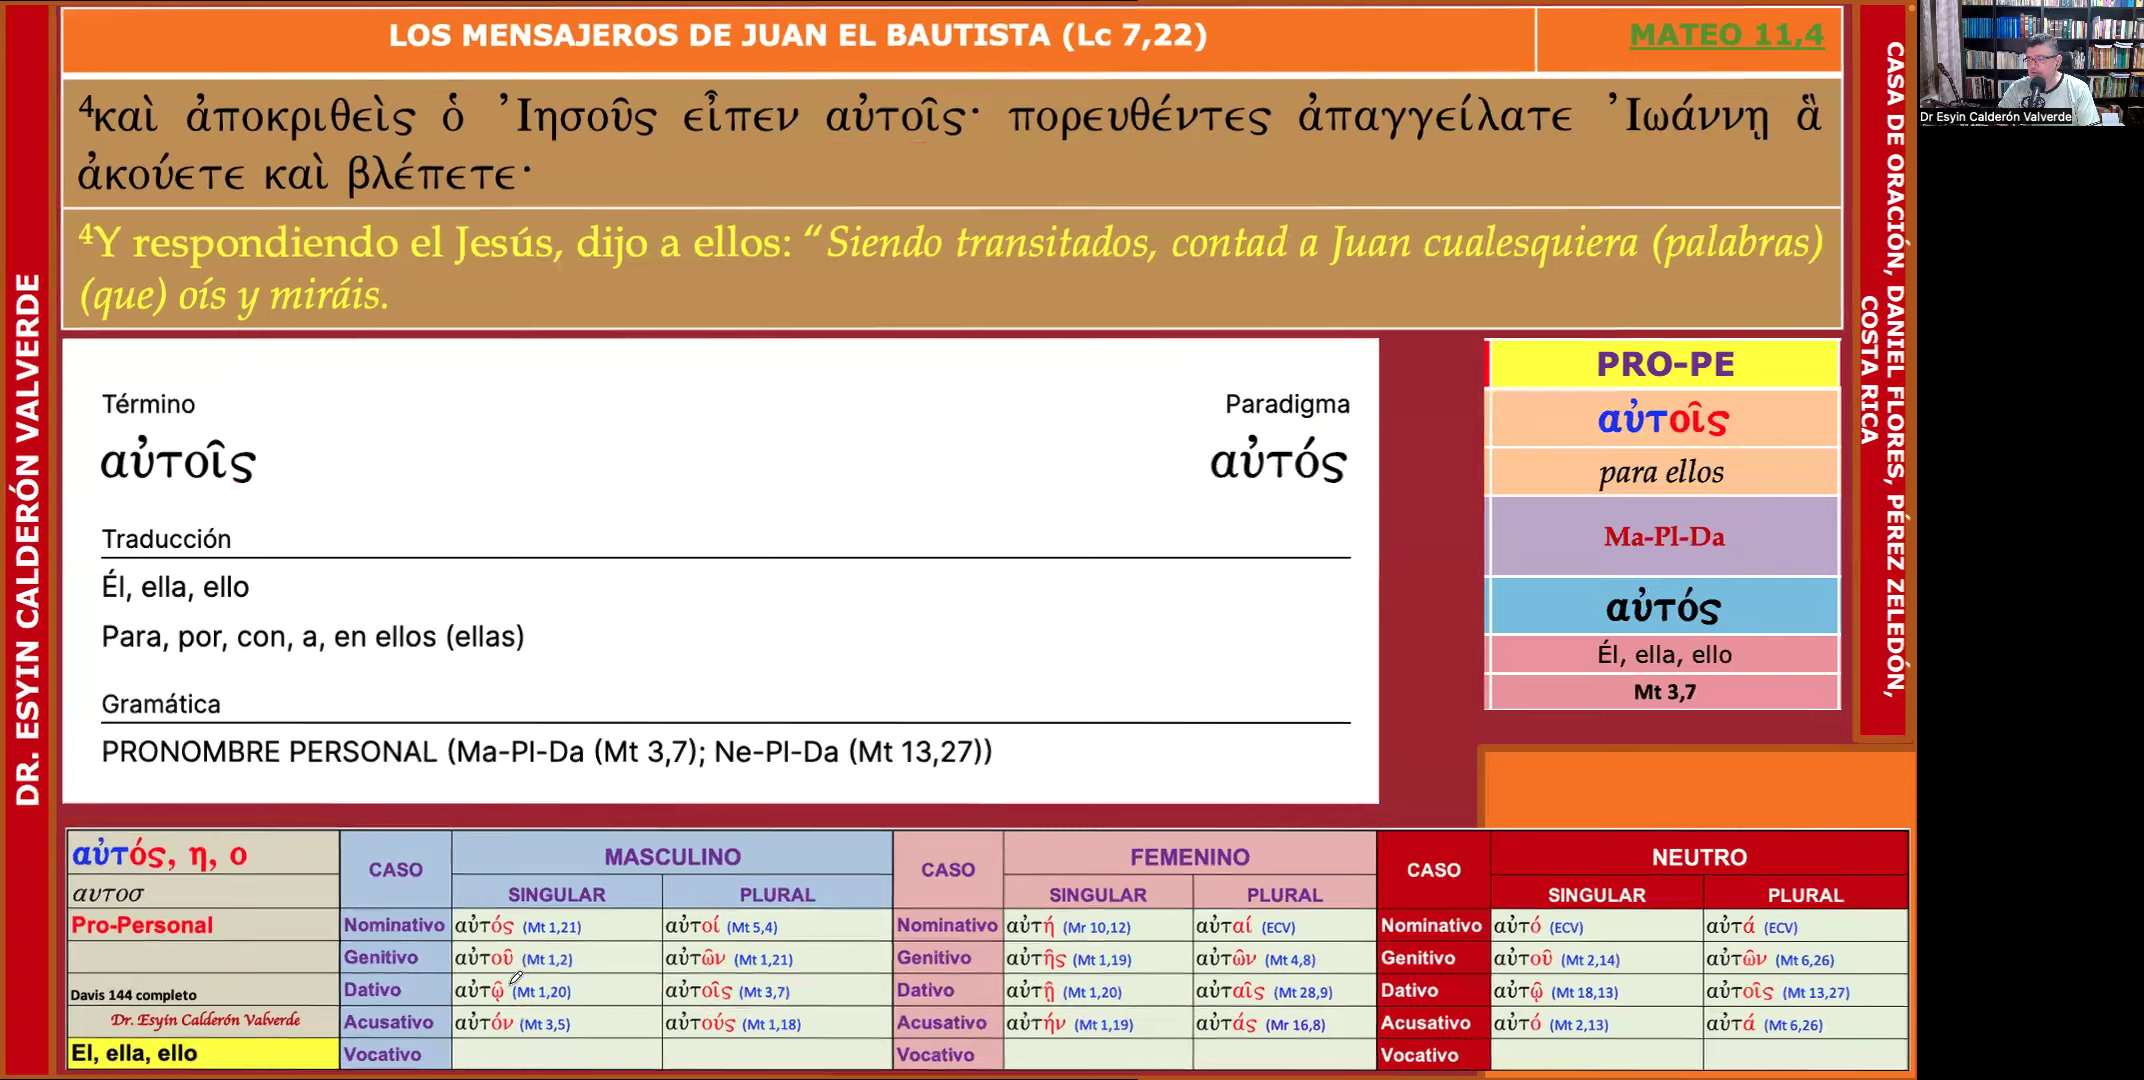 LOS MENSAJEROS DE JUAN EL BAUTISTA (Lc 7,22)
MATEO 11,4
⁴καὶ ἀποκριθεὶς ὁ Ἰησοῦς εἶπεν αὐτοῖς· πορευθέντες ἀπαγγείλατε Ἰωάννῃ ἃ
ἀκούετε καὶ βλέπετε·
⁴Y respondiendo el Jesús, dijo a ellos: “Siendo transitados, contad a Juan cualesquiera (palabras)
(que) oís y miráis.
DR. ESYIN CALDERÓN VALVERDE
Término
Paradigma
αὐτοῖς
αὐτός
Traducción
Él, ella, ello
Para, por, con, a, en ellos (ellas)
Gramática
PRONOMBRE PERSONAL (Ma-Pl-Da (Mt 3,7); Ne-Pl-Da (Mt 13,27))
PRO-PE
αὐτοῖς
para ellos
Ma-Pl-Da
αὐτός
Él, ella, ello
Mt 3,7
CASA DE ORACIÓN, DANIEL FLORES, PÉREZ ZELEDÓN,
COSTA RICA
Dr Esyin Calderón Valverde
αὐτός, η, ο
αυτοσ
Pro-Personal
Davis 144 completo
Dr. Esyín Calderón Valverde
El, ella, ello
CASO MASCULINO CASO FEMENINO CASO NEUTRO
SINGULAR PLURAL SINGULAR PLURAL SINGULAR PLURAL
Nominativo αὐτός (Mt 1,21) αὐτοί (Mt 5,4) Nominativo αὐτή (Mr 10,12) αὐταί (ECV) Nominativo αὐτό (ECV) αὐτά (ECV)
Genitivo αὐτοῦ (Mt 1,2) αὐτῶν (Mt 1,21) Genitivo αὐτῆς (Mt 1,19) αὐτῶν (Mt 4,8) Genitivo αὐτοῦ (Mt 2,14) αὐτῶν (Mt 6,26)
Dativo αὐτῷ (Mt 1,20) αὐτοῖς (Mt 3,7) Dativo αὐτῇ (Mt 1,20) αὐταῖς (Mt 28,9) Dativo αὐτῷ (Mt 18,13) αὐτοῖς (Mt 13,27)
Acusativo αὐτόν (Mt 3,5) αὐτούς (Mt 1,18) Acusativo αὐτήν (Mt 1,19) αὐτάς (Mr 16,8) Acusativo αὐτό (Mt 2,13) αὐτά (Mt 6,26)
Vocativo Vocativo Vocativo